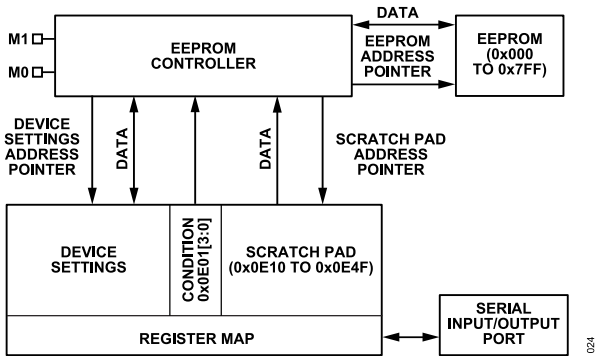 M1
M0
EEPROM
CONTROLLER
DATA
EEPROM
ADDRESS
POINTER
EEPROM
(0x000
TO 0x7FF)
DEVICE
SETTINGS
ADDRESS
POINTER
DATA
DATA
SCRATCH PAD
ADDRESS
POINTER
DEVICE
SETTINGS
CONDITION
0x0E01[3:0]
SCRATCH PAD
(0x0E10 TO 0x0E4F)
REGISTER MAP
SERIAL
INPUT/OUTPUT
PORT
024